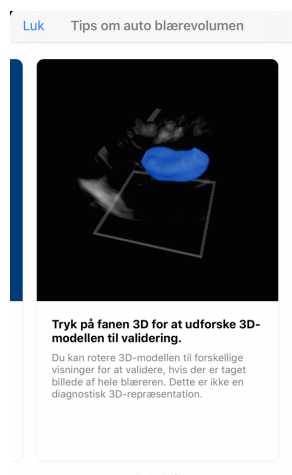 Luk
Tips om auto blærevolumen
Tryk på fanen 3D for at udforske 3D-
modellen til validering.
Du kan rotere 3D-modellen til forskellige
visninger for at validere, hvis der er taget
billede af hele blæreren. Dette er ikke en
diagnostisk 3D-repræsentation.